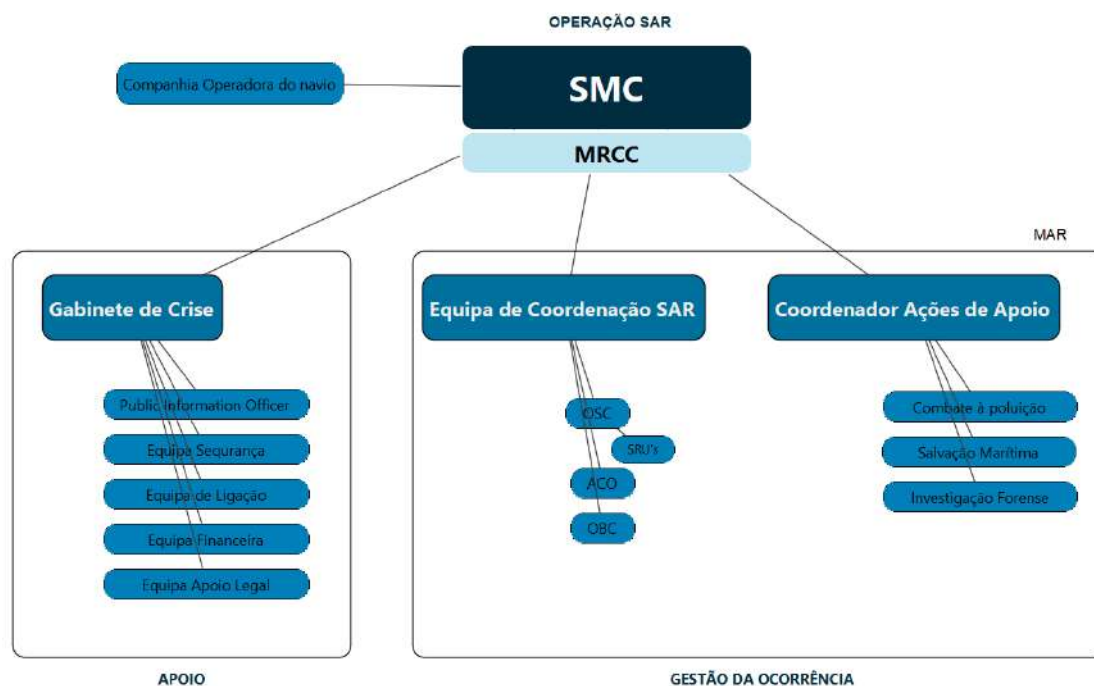 OPERAÇÃO SAR
Companhia Operadora do navio
SMC
MRCC
MAR
Gabinete de Crise
Equipa de Coordenação SAR
Coordenador Ações de Apoio
Public Information Officer
Equipa Segurança
Equipa de Ligação
Equipa Financeira
Equipa Apoio Legal
OSC
SRU's
ACO
OBC
Combate à poluição
Salvação Marítima
Investigação Forense
APOIO
GESTÃO DA OCORRÊNCIA